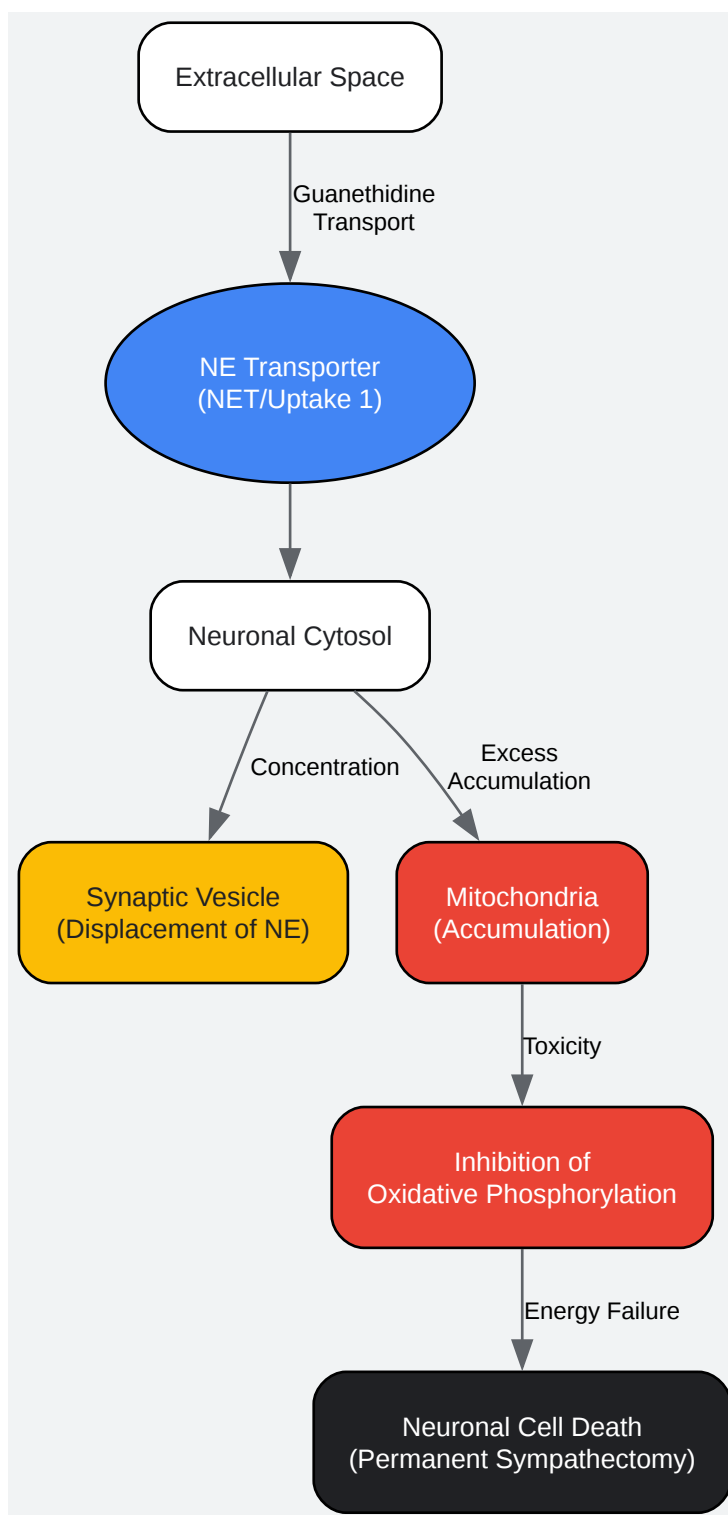 Extracellular Space
Guanethidine
Transport
NE Transporter
(NET/Uptake 1)
Neuronal Cytosol
Concentration
Excess
Accumulation
Synaptic Vesicle
(Displacement of NE)
Mitochondria
(Accumulation)
Toxicity
Inhibition of
Oxidative Phosphorylation
Energy Failure
Neuronal Cell Death
(Permanent Sympathectomy)